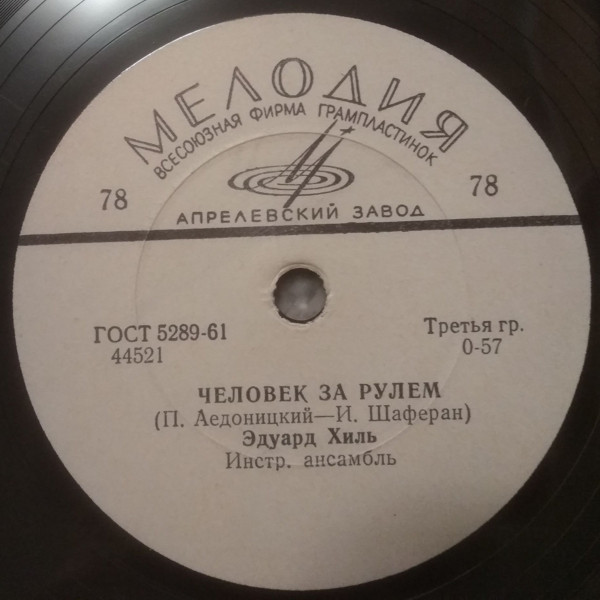 МЕЛОДИЯ
ВСЕСОЮЗНАЯ ФИРМА ГРАМПЛАСТИНОК
78 78
АПРЕЛЕВСКИЙ ЗАВОД
ГОСТ 5289-61 Третья гр.
44521 0-57
ЧЕЛОВЕК ЗА РУЛЕМ
(П. Аедоницкий—И. Шаферан)
Эдуард Хиль
Инстр. ансамбль